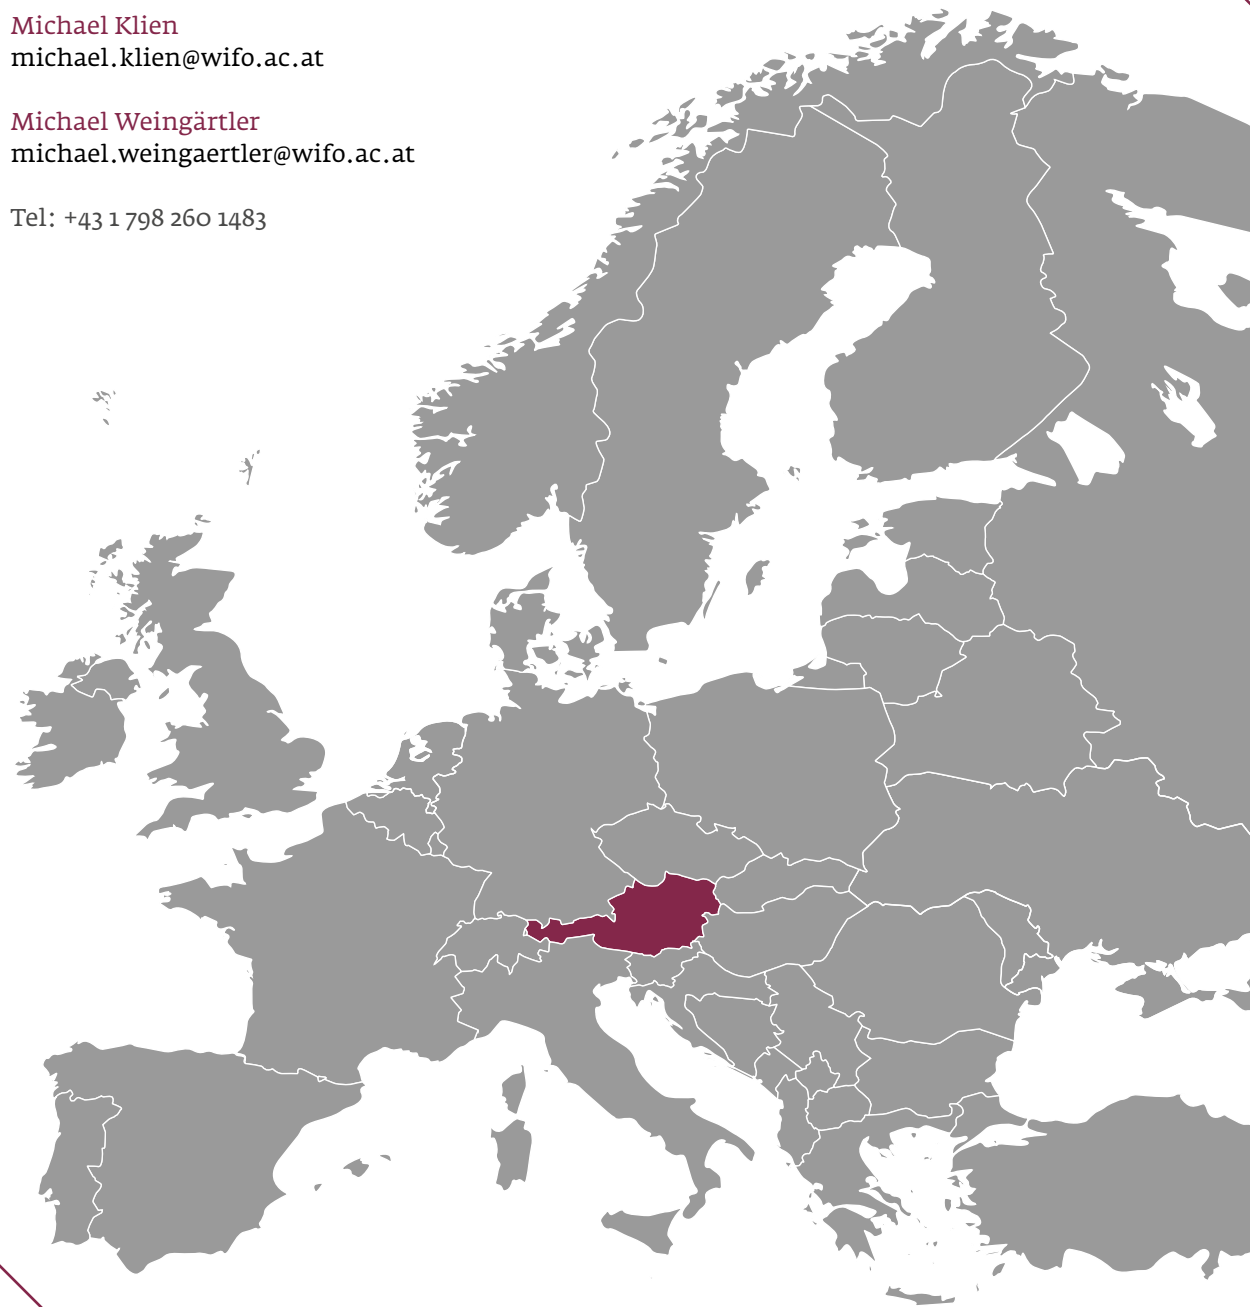 Michael Klien
michael.klien@wifo.ac.at
Michael Weingärtler
michael.weingaertler@wifo.ac.at
Tel: +43 1 798 260 1483